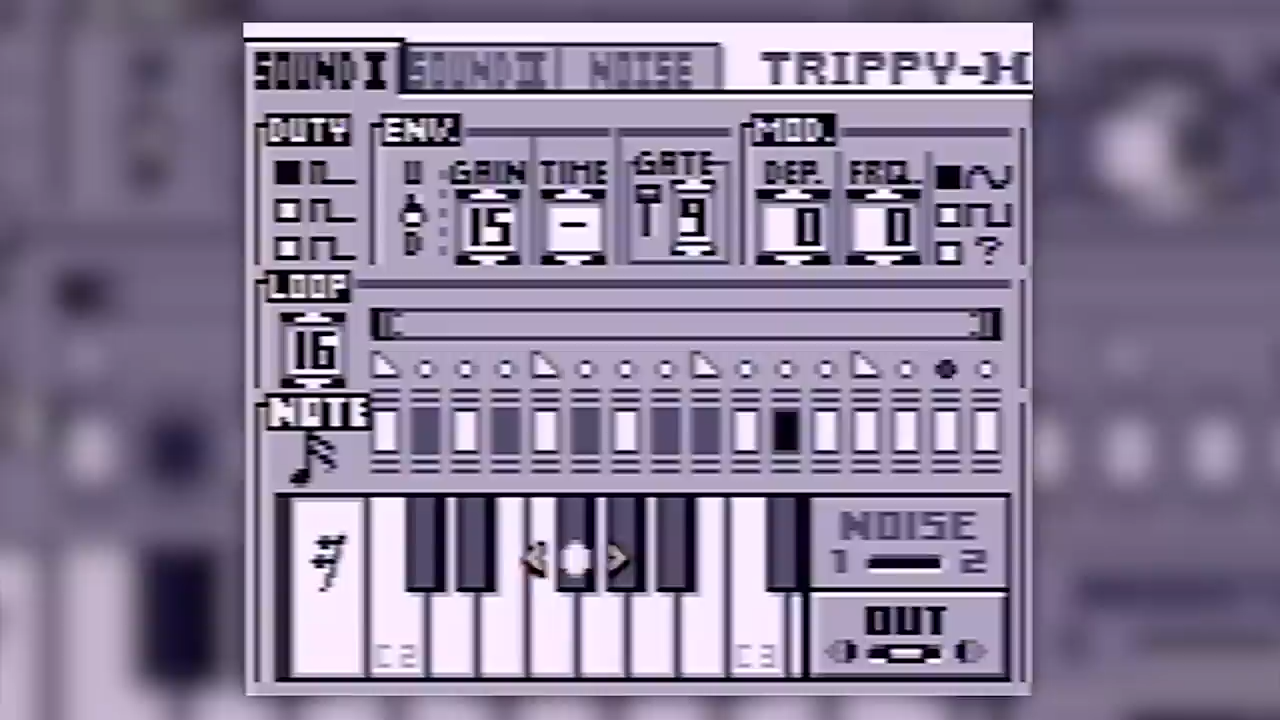 SOUND I SOUND II NOISE TRIPPY-H
DUTY ENV. MOD.
U GAIN TIME GATE DEP. FRQ.
15 - 9 0 0
D ?
LOOP
16
NOTE
NOISE
1 2
OUT
C2 C3